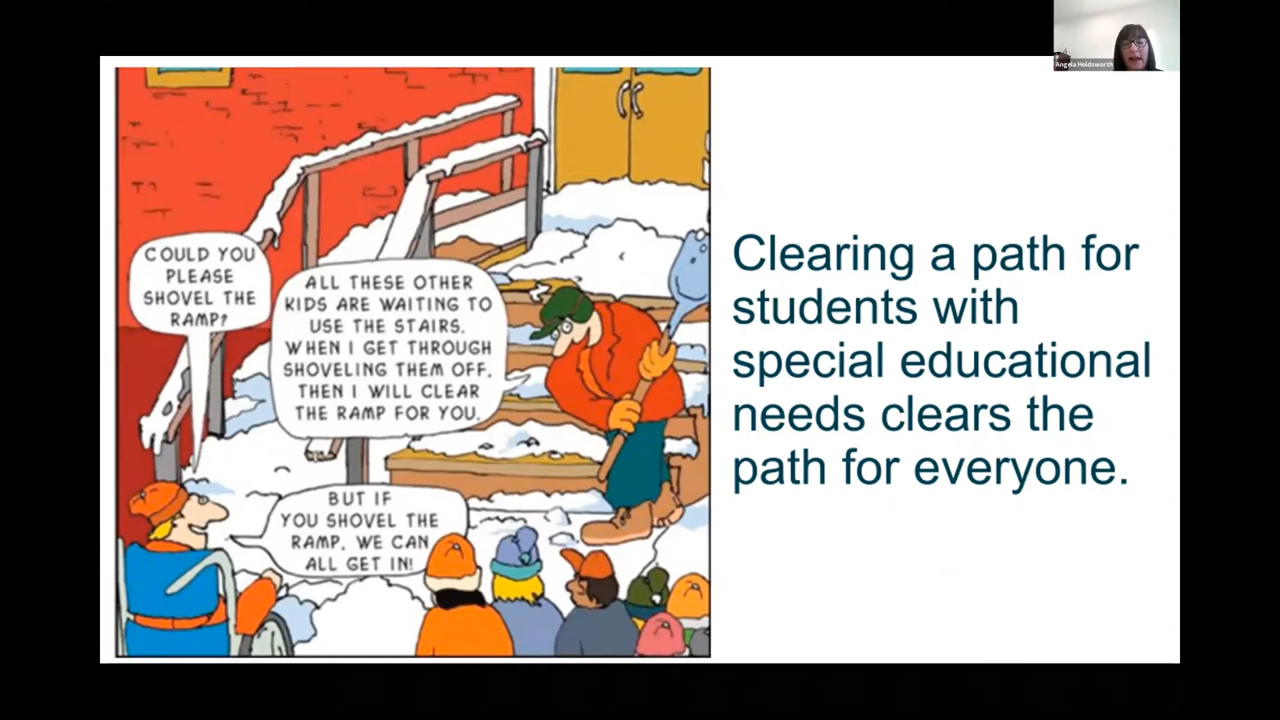 Angela Holdsworth
COULD YOU
PLEASE
SHOVEL THE
RAMP?
ALL THESE OTHER
KIDS ARE WAITING TO
USE THE STAIRS.
WHEN I GET THROUGH
SHOVELING THEM OFF,
THEN I WILL CLEAR
THE RAMP FOR YOU.
BUT IF
YOU SHOVEL THE
RAMP, WE CAN
ALL GET IN!
Clearing a path for
students with
special educational
needs clears the
path for everyone.